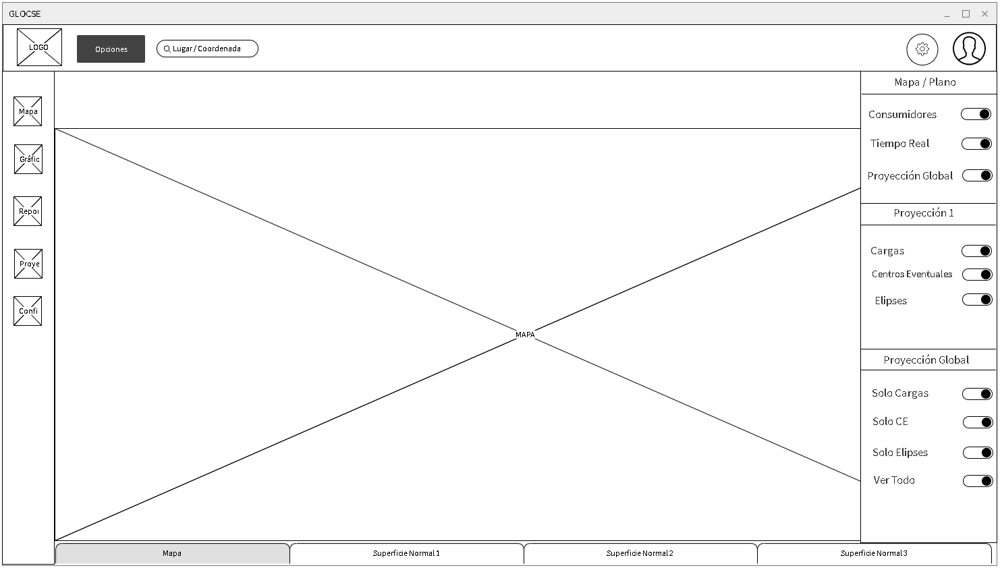 GLOCSE
LOGO
Opciones
Lugar / Coordenada
Mapa
Gráfic
Repor
Proye
Confi
MAPA
Mapa / Plano
Consumidores
Tiempo Real
Proyección Global
Proyección 1
Cargas
Centros Eventuales
Elipses
Proyección Global
Solo Cargas
Solo CE
Solo Elipses
Ver Todo
Mapa
Superficie Normal 1
Superficie Normal 2
Superficie Normal 3